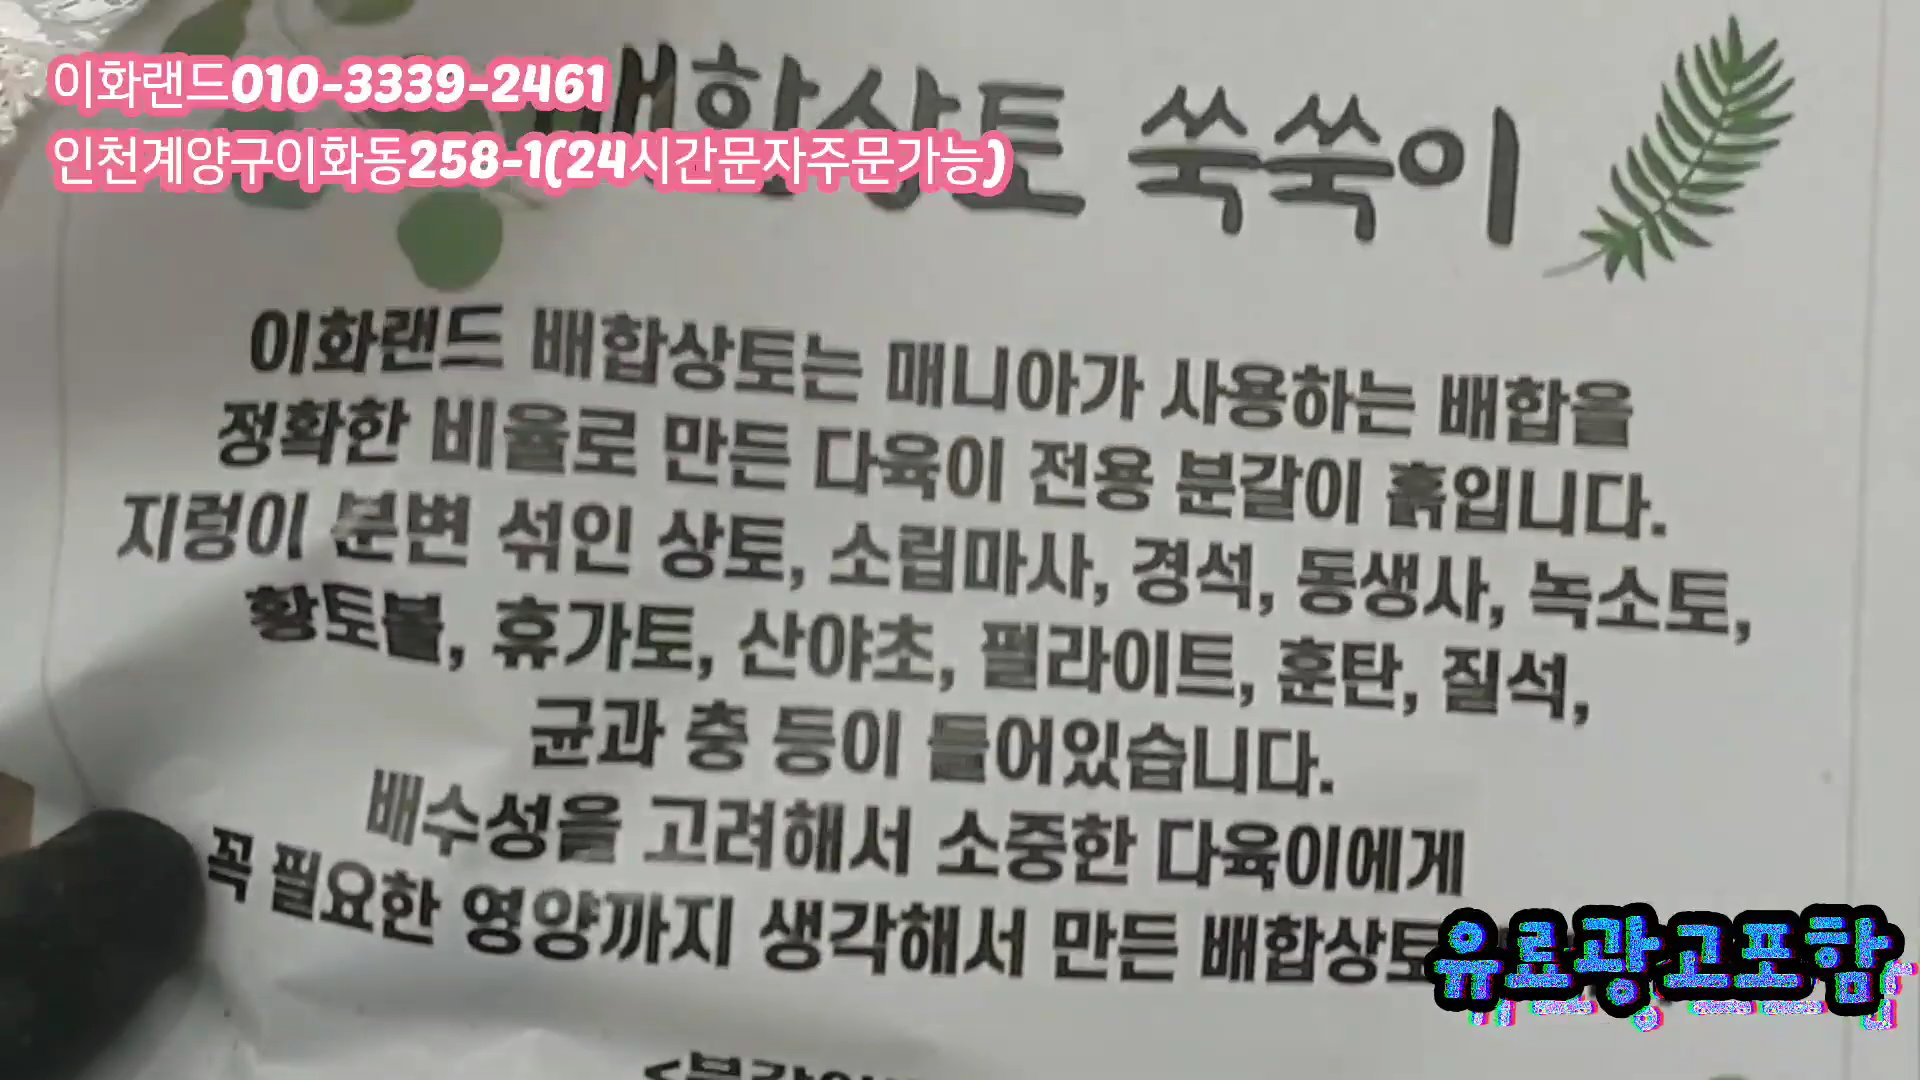 이화랜드010-3339-2461
인천계양구이화동258-1(24시간문자주문가능)
배합상토 쑥쑥이
이화랜드 배합상토는 매니아가 사용하는 배합을
정확한 비율로 만든 다육이 전용 분갈이 흙입니다.
지렁이 분변 섞인 상토, 소립마사, 경석, 동생사, 녹소토,
황토볼, 휴가토, 산야초, 펄라이트, 훈탄, 질석,
균과 충 등이 들어있습니다.
배수성을 고려해서 소중한 다육이에게
꼭 필요한 영양까지 생각해서 만든 배합상토
유료광고포함